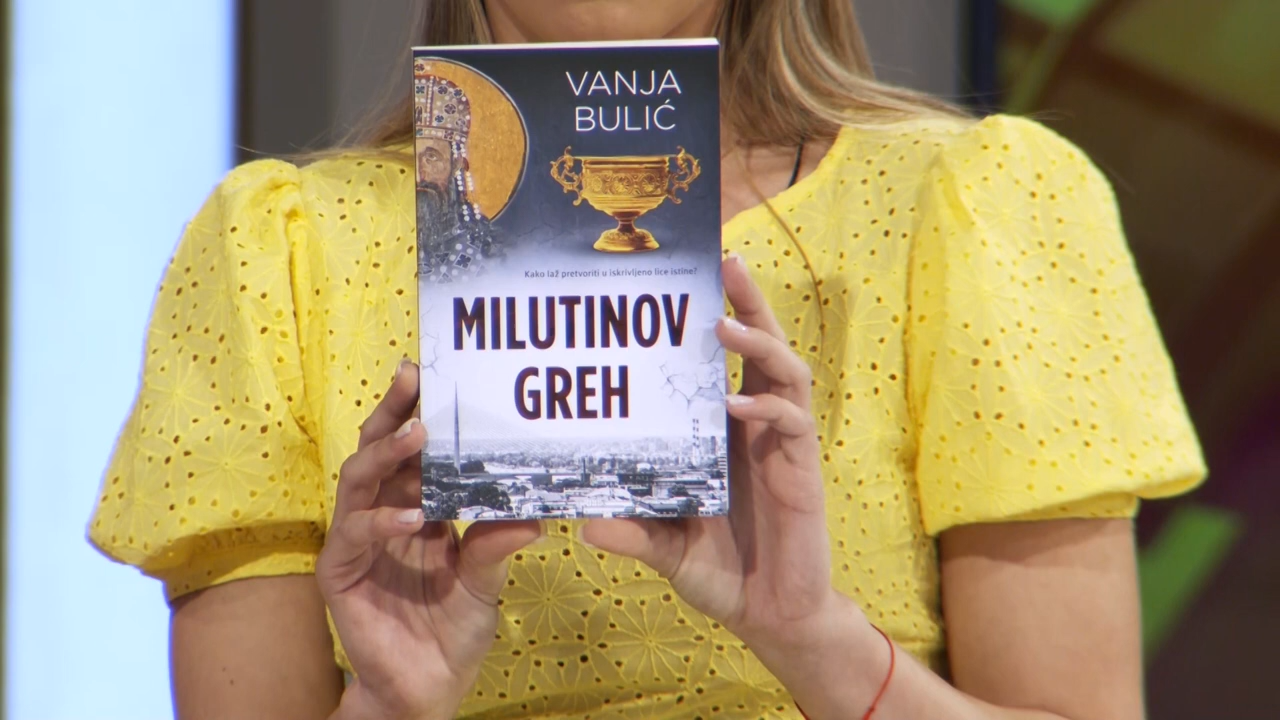 VANJA
BULIĆ
Kako laž pretvoriti u iskrivljeno lice istine?
MILUTINOV
GREH